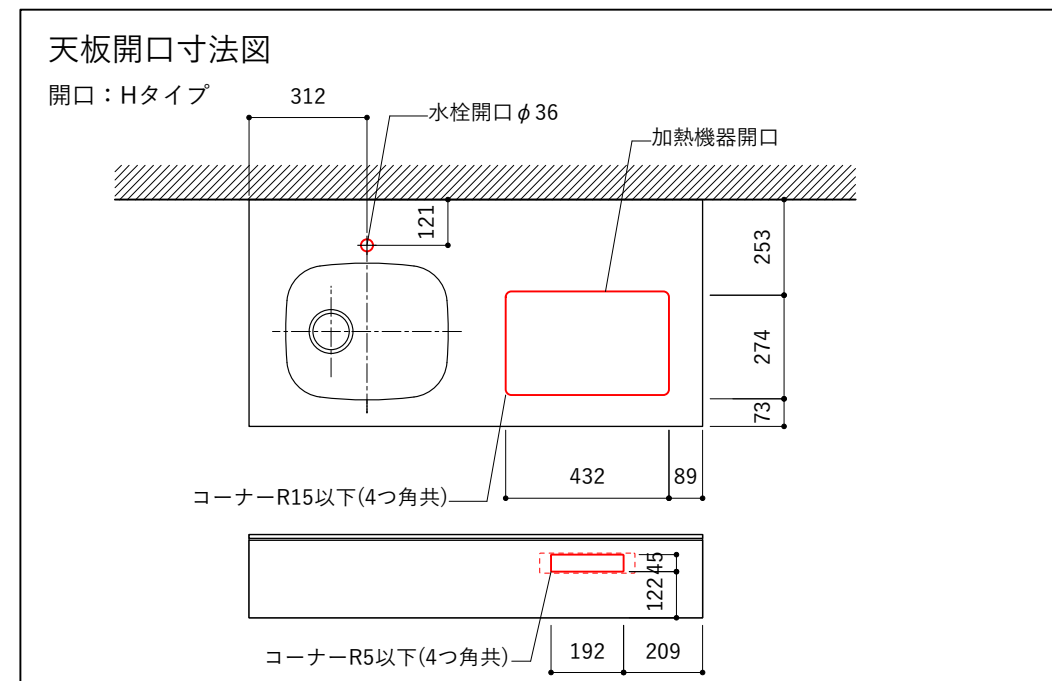 天板開口寸法図
開口：Hタイプ
312
水栓開口φ36
加熱機器開口
121
253
274
73
432
89
コーナーR15以下(4つ角共)
45
122
コーナーR5以下(4つ角共)
192
209